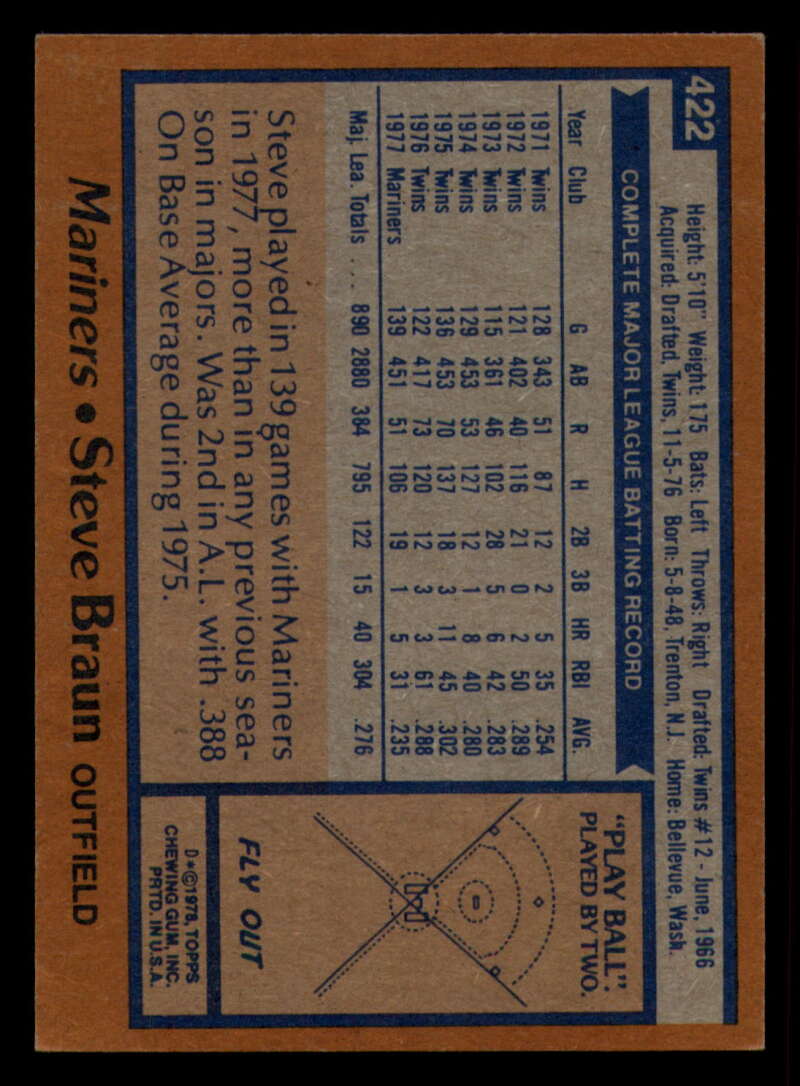 422
Height: 5'10" Weight: 175 Bats: Left Throws: Right Drafted: Twins #12 - June, 1966
Acquired: Drafted, Twins, 11-5-76 Born: 5-8-48, Trenton, N.J. Home: Bellevue, Wash.
COMPLETE MAJOR LEAGUE BATTING RECORD
Year Club G AB R H 2B 3B HR RBI AVG.
1971 Twins 128 343 51 87 12 2 5 35 .254
1972 Twins 121 402 40 116 21 0 2 50 .289
1973 Twins 115 361 46 102 28 5 6 42 .283
1974 Twins 129 453 53 127 12 1 8 40 .280
1975 Twins 136 453 70 137 18 3 11 45 .302
1976 Twins 122 417 73 120 12 3 3 61 .288
1977 Mariners 139 451 51 106 19 1 5 31 .235
Maj. Lea. Totals ... 890 2880 384 795 122 15 40 304 .276
Steve played in 139 games with Mariners
in 1977, more than in any previous sea-
son in majors. Was 2nd in A.L. with .388
On Base Average during 1975.
"PLAY BALL":
PLAYED BY TWO.
FLY OUT
D*©1978, TOPPS
CHEWING GUM, INC.
PRTD. IN U.S.A.
Mariners • Steve Braun OUTFIELD